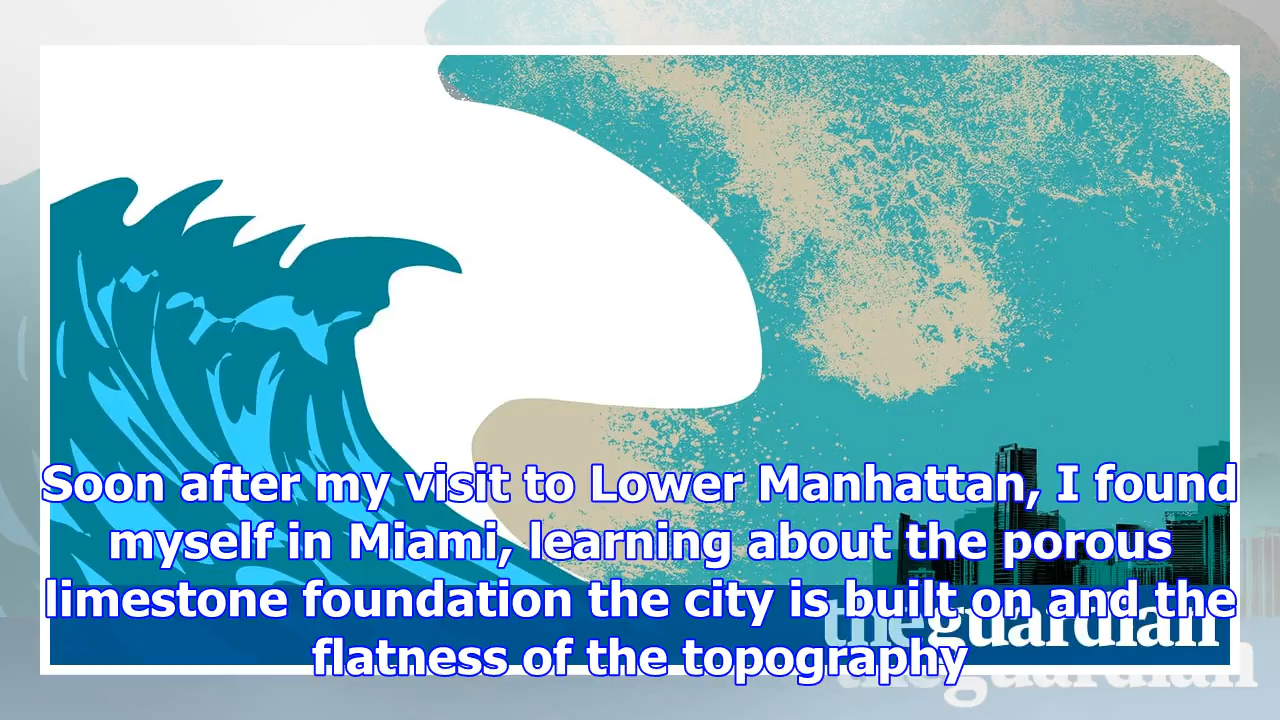 Soon after my visit to Lower Manhattan, I found
myself in Miami, learning about the porous
limestone foundation the city is built on and the
flatness of the topography
theguardian
theguardian